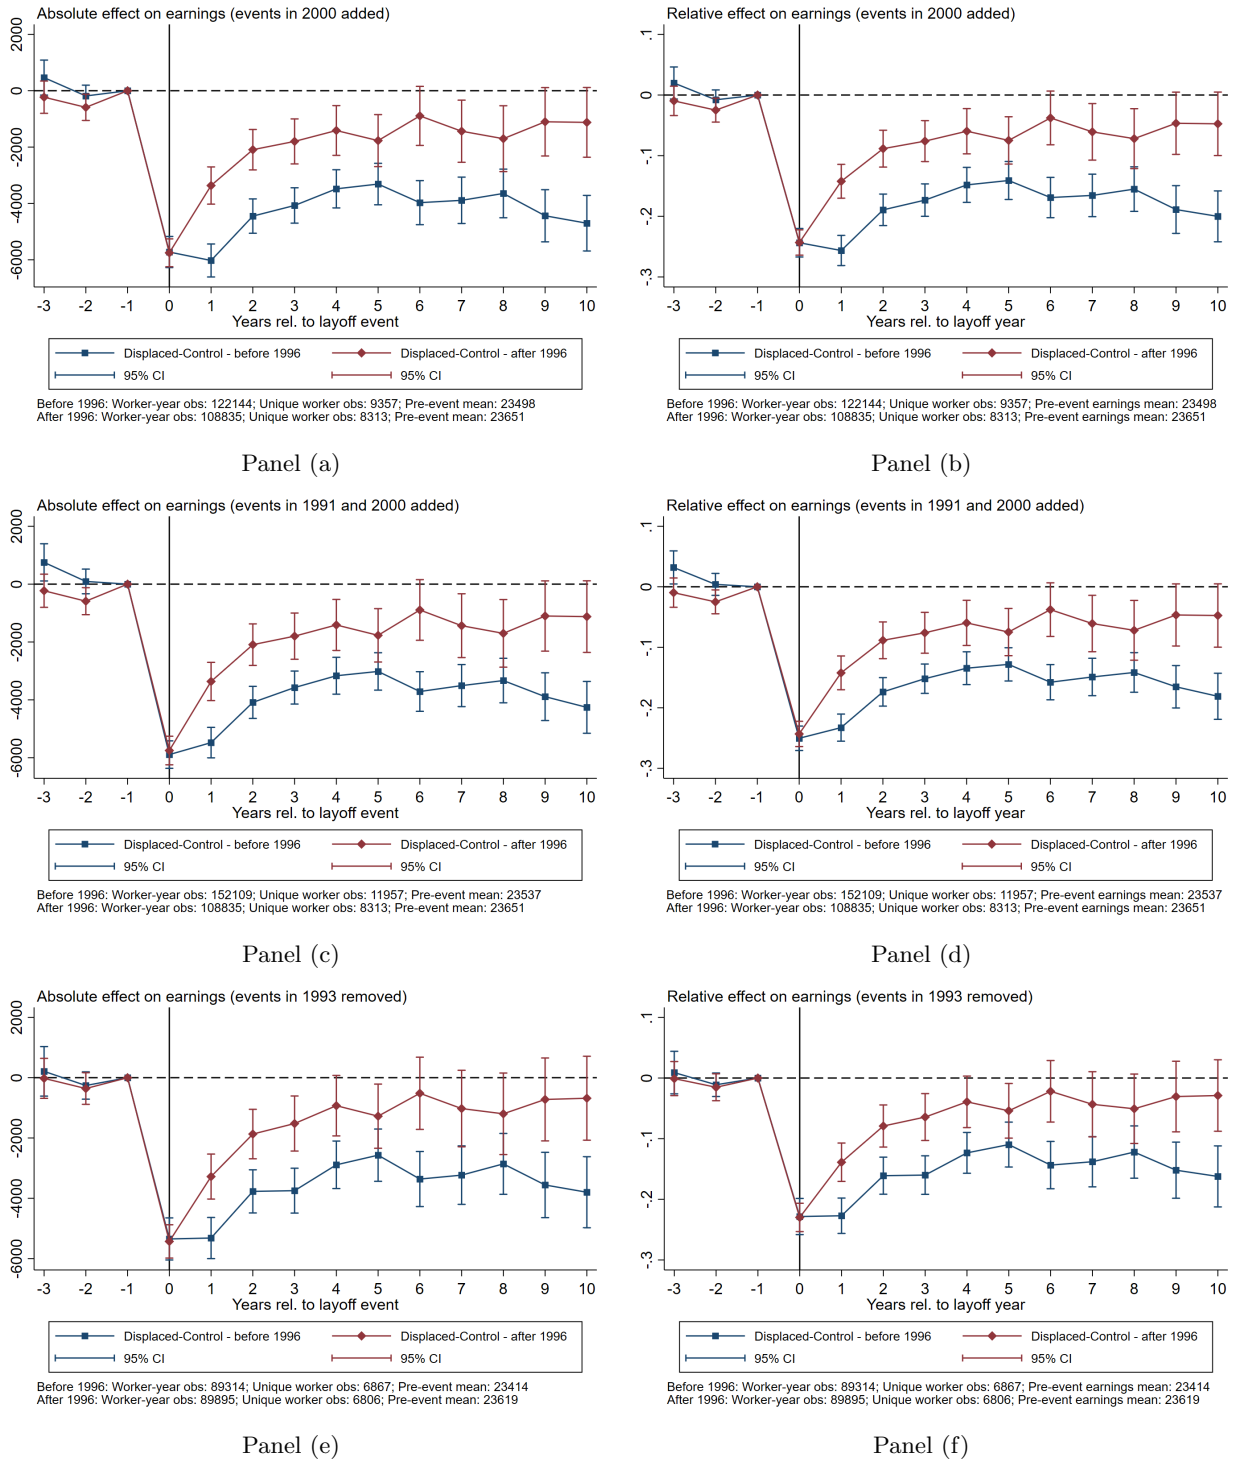 Absolute effect on earnings (events in 2000 added)
2000
0
-2000
-4000
-6000
-3 -2 -1 0 1 2 3 4 5 6 7 8 9 10
Years rel. to layoff event
Displaced-Control - before 1996 Displaced-Control - after 1996
95% CI 95% CI
Before 1996: Worker-year obs: 122144; Unique worker obs: 9357; Pre-event mean: 23498
After 1996: Worker-year obs: 108835; Unique worker obs: 8313; Pre-event mean: 23651
Panel (a)
Relative effect on earnings (events in 2000 added)
.1
0
-.1
-.2
-.3
-3 -2 -1 0 1 2 3 4 5 6 7 8 9 10
Years rel. to layoff year
Displaced-Control - before 1996 Displaced-Control - after 1996
95% CI 95% CI
Before 1996: Worker-year obs: 122144; Unique worker obs: 9357; Pre-event earnings mean: 23498
After 1996: Worker-year obs: 108835; Unique worker obs: 8313; Pre-event earnings mean: 23651
Panel (b)
Absolute effect on earnings (events in 1991 and 2000 added)
2000
0
-2000
-4000
-6000
-3 -2 -1 0 1 2 3 4 5 6 7 8 9 10
Years rel. to layoff event
Displaced-Control - before 1996 Displaced-Control - after 1996
95% CI 95% CI
Before 1996: Worker-year obs: 152109; Unique worker obs: 11957; Pre-event mean: 23537
After 1996: Worker-year obs: 108835; Unique worker obs: 8313; Pre-event mean: 23651
Panel (c)
Relative effect on earnings (events in 1991 and 2000 added)
.1
0
-.1
-.2
-.3
-3 -2 -1 0 1 2 3 4 5 6 7 8 9 10
Years rel. to layoff year
Displaced-Control - before 1996 Displaced-Control - after 1996
95% CI 95% CI
Before 1996: Worker-year obs: 152109; Unique worker obs: 11957; Pre-event earnings mean: 23537
After 1996: Worker-year obs: 108835; Unique worker obs: 8313; Pre-event earnings mean: 23651
Panel (d)
Absolute effect on earnings (events in 1993 removed)
2000
0
-2000
-4000
-6000
-3 -2 -1 0 1 2 3 4 5 6 7 8 9 10
Years rel. to layoff event
Displaced-Control - before 1996 Displaced-Control - after 1996
95% CI 95% CI
Before 1996: Worker-year obs: 89314; Unique worker obs: 6867; Pre-event mean: 23414
After 1996: Worker-year obs: 89895; Unique worker obs: 6806; Pre-event mean: 23619
Panel (e)
Relative effect on earnings (events in 1993 removed)
.1
0
-.1
-.2
-.3
-3 -2 -1 0 1 2 3 4 5 6 7 8 9 10
Years rel. to layoff year
Displaced-Control - before 1996 Displaced-Control - after 1996
95% CI 95% CI
Before 1996: Worker-year obs: 89314; Unique worker obs: 6867; Pre-event earnings mean: 23414
After 1996: Worker-year obs: 89895; Unique worker obs: 6806; Pre-event earnings mean: 23619
Panel (f)